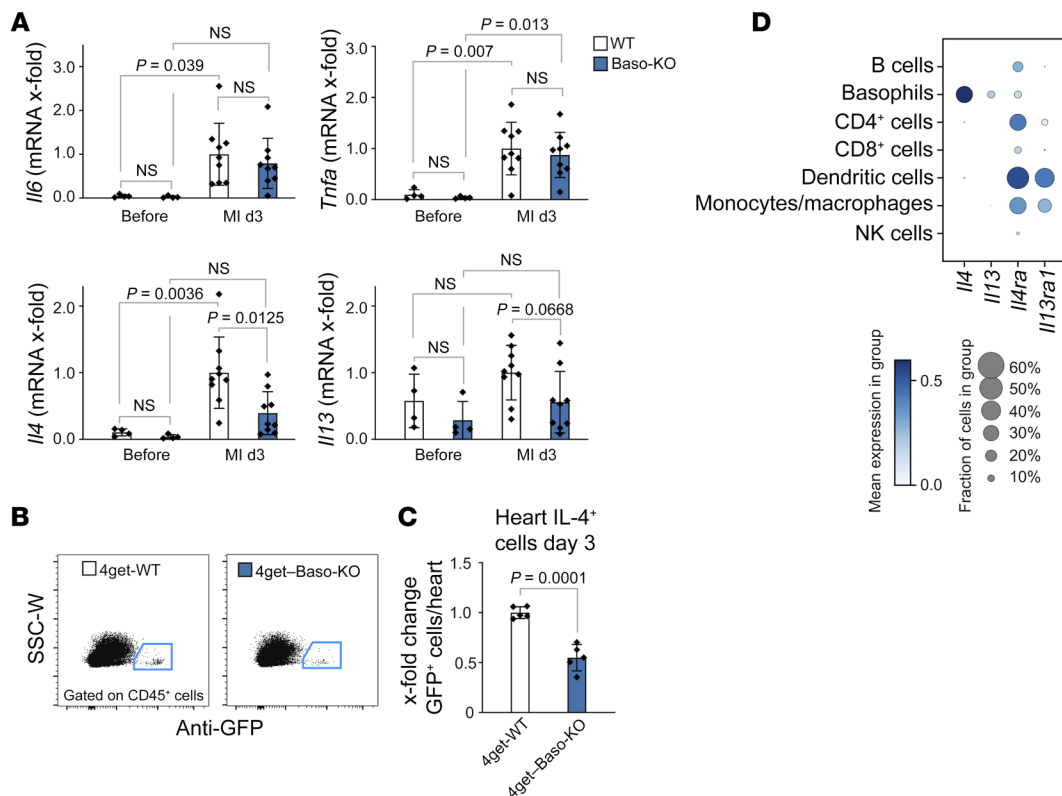 A
Il6 (mRNA x-fold)
3.0
2.0
1.0
0.0
P = 0.039
NS
NS
NS
Before
MI d3
Tnfa (mRNA x-fold)
3.0
2.0
1.0
0.0
P = 0.013
P = 0.007
NS
NS
Before
MI d3
WT
Baso-KO
Il4 (mRNA x-fold)
2.0
1.0
0.0
NS
P = 0.0036
P = 0.0125
NS
Before
MI d3
Il13 (mRNA x-fold)
2.0
1.0
0.0
NS
NS
P = 0.0668
NS
Before
MI d3
B
SSC-W
4get-WT
4get–Baso-KO
Gated on CD45⁺ cells
Anti-GFP
C
Heart IL-4⁺
cells day 3
x-fold change
GFP⁺ cells/heart
1.5
1.0
0.5
0
P = 0.0001
4get-WT
4get–Baso-KO
D
B cells
Basophils
CD4⁺ cells
CD8⁺ cells
Dendritic cells
Monocytes/macrophages
NK cells
Il4
Il13
Il4ra
Il13ra1
Mean expression in group
0.5
0.0
Fraction of cells in group
60%
50%
40%
30%
20%
10%